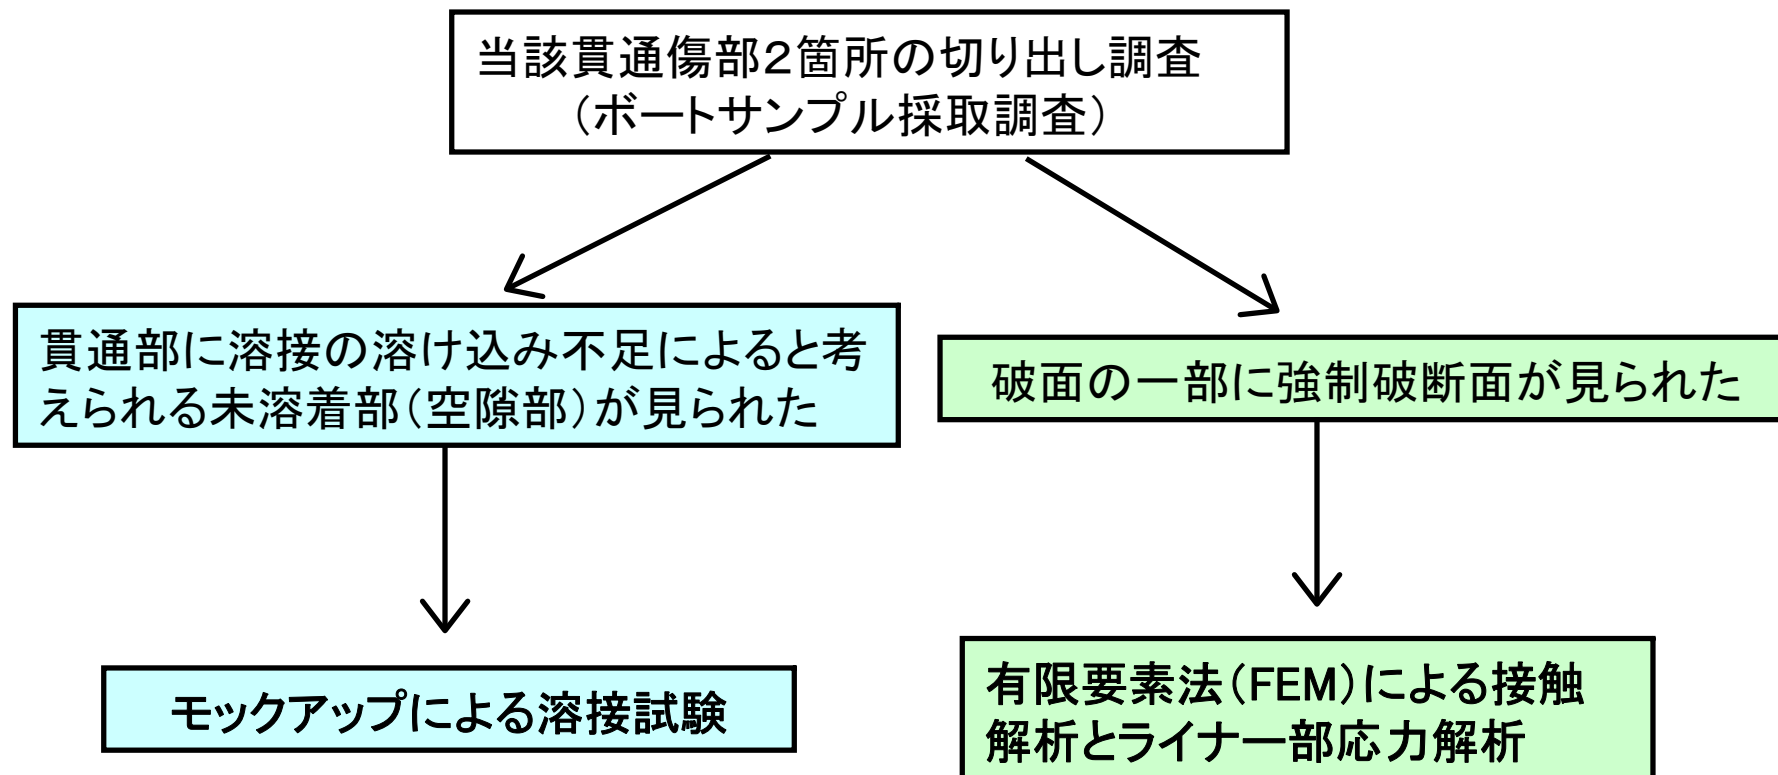 当該貫通傷部2箇所の切り出し調査
（ボートサンプル採取調査）
貫通部に溶接の溶け込み不足によると考
えられる未溶着部（空隙部）が見られた
破面の一部に強制破断面が見られた
モックアップによる溶接試験
有限要素法（FEM）による接触
解析とライナー部応力解析